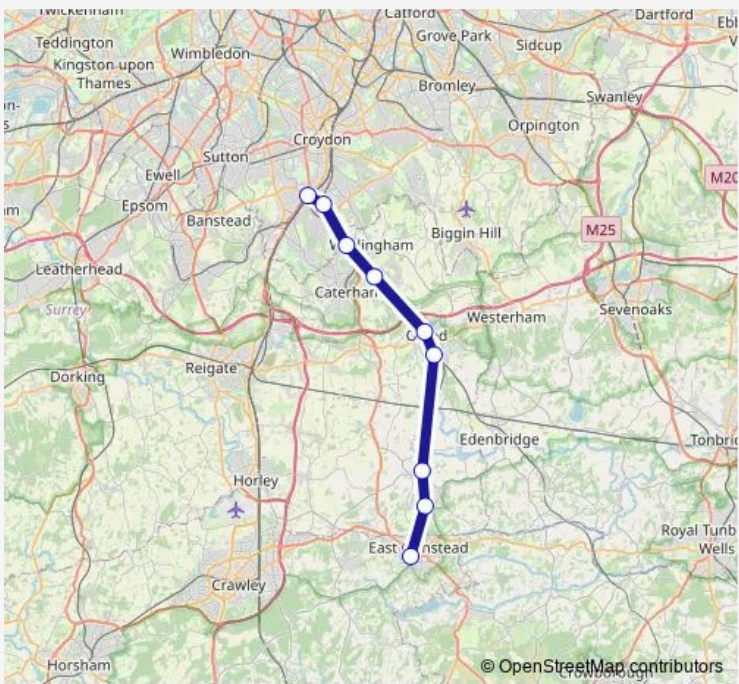 Twickenham
Catford
Dartford
Teddington
Grove Park
Sidcup
Kingston upon
Thames
Wimbledon
Bromley
Swanley
Croydon
Orpington
Sutton
Ewell
M20
Epsom
Banstead
Biggin Hill
M25
Leatherhead
Caterham
Surrey
Westerham
Sevenoaks
Dorking
Reigate
Edenbridge
Horley
Royal Tunb
Wells
Crawley
Horsham
© OpenStreetMap contributors
Crowborough